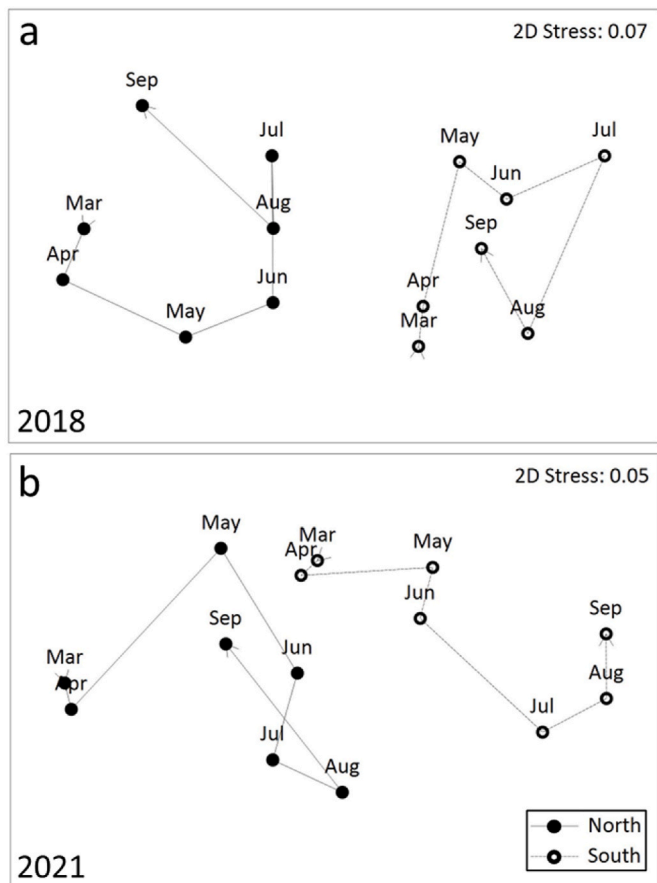 a
2D Stress: 0.07
Sep
Jul
May
Jul
Jun
Mar
Aug
Sep
Apr
Jun
Apr
Aug
May
Mar
2018
b
2D Stress: 0.05
May
Mar
Apr
May
Jun
Sep
Sep
Jun
Mar
Apr
Aug
Jul
Jul
Aug
North
South
2021